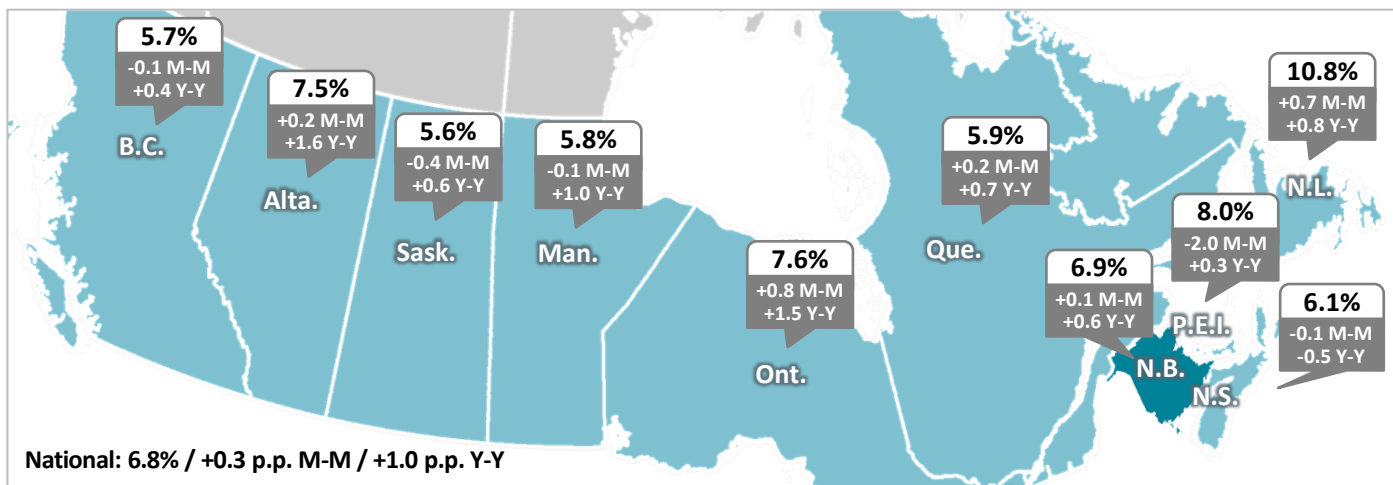 5.7%
-0.1 M-M
+0.4 Y-Y
B.C.
7.5%
+0.2 M-M
+1.6 Y-Y
Alta.
5.6%
-0.4 M-M
+0.6 Y-Y
Sask.
5.8%
-0.1 M-M
+1.0 Y-Y
Man.
7.6%
+0.8 M-M
+1.5 Y-Y
Ont.
5.9%
+0.2 M-M
+0.7 Y-Y
Que.
10.8%
+0.7 M-M
+0.8 Y-Y
N.L.
8.0%
-2.0 M-M
+0.3 Y-Y
P.E.I.
6.9%
+0.1 M-M
+0.6 Y-Y
N.B.
6.1%
-0.1 M-M
-0.5 Y-Y
N.S.
National: 6.8% / +0.3 p.p. M-M / +1.0 p.p. Y-Y